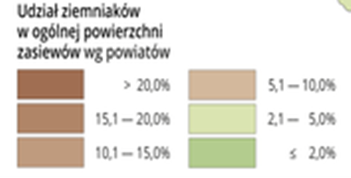 Udział ziemniaków
w ogólnej powierzchni
zasiewów wg powiatów
> 20,0%
15,1 — 20,0%
10,1 — 15,0%
5,1 — 10,0%
2,1 — 5,0%
≤ 2,0%